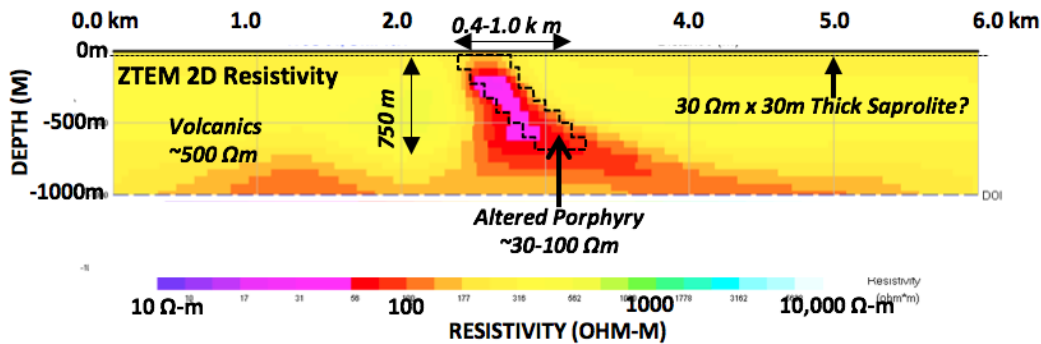 0.0 km 1.0 2.0 0.4-1.0 k m 4.0 5.0 6.0 km
0m
ZTEM 2D Resistivity
DEPTH (M)
750 m
30 Ωm x 30m Thick Saprolite?
-500m
Volcanics
~500 Ωm
-1000m
DOI
Altered Porphyry
~30-100 Ωm
Resistivity
(ohm*m)
17 31 56 177 316 562 1778 3162
10 Ω-m 100 1000 10,000 Ω-m
RESISTIVITY (OHM-M)